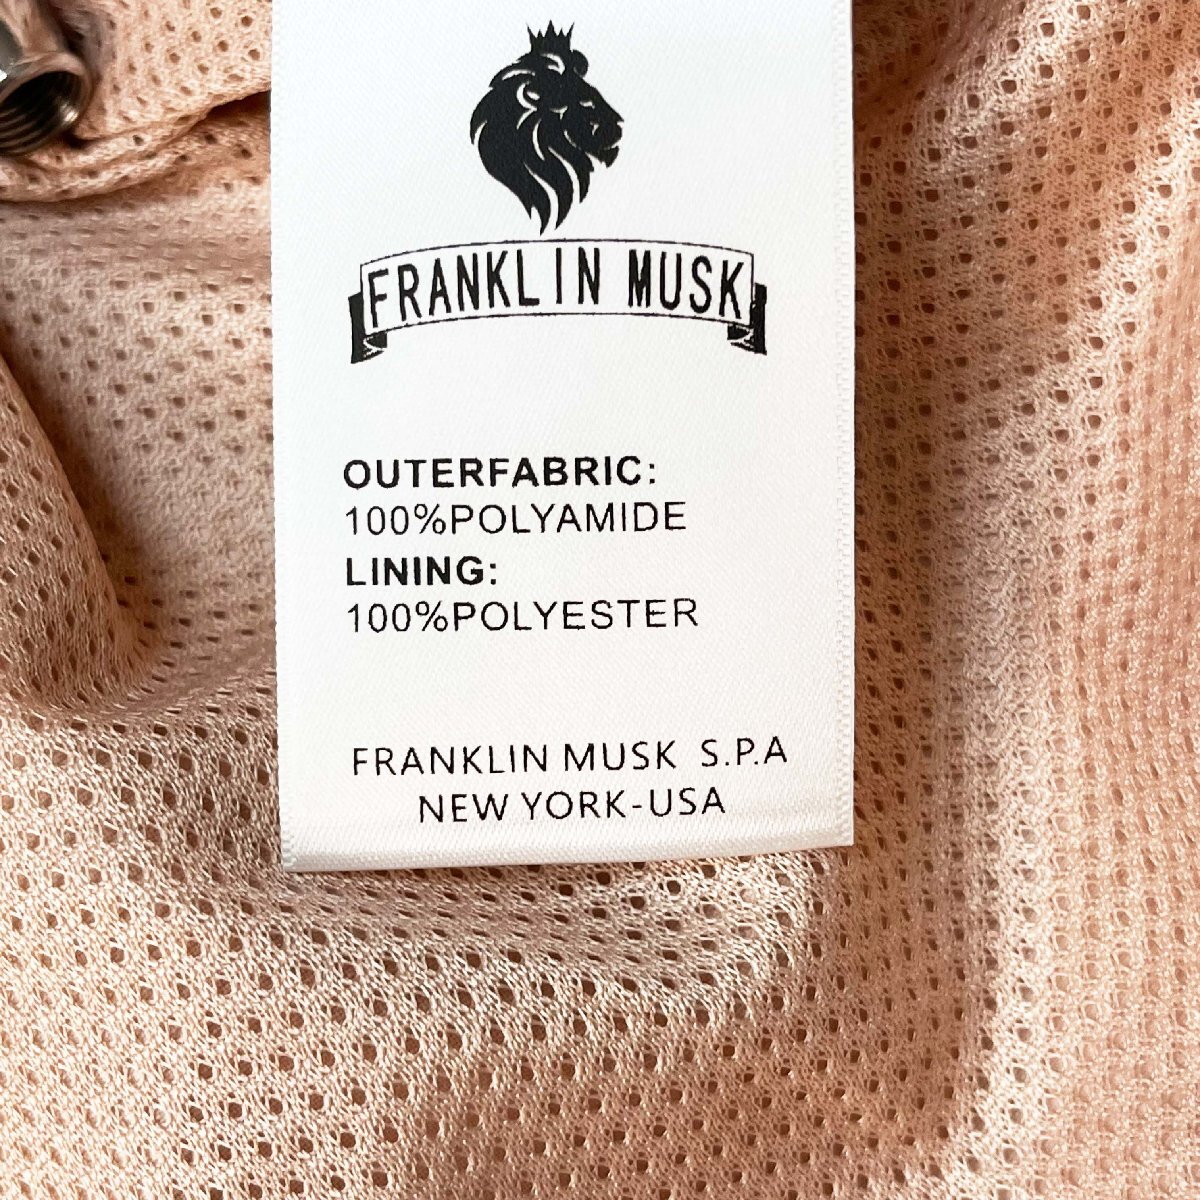 FRANKLIN MUSK
OUTERFABRIC:
100%POLYAMIDE
LINING:
100%POLYESTER
FRANKLIN MUSK S.P.A
NEW YORK-USA